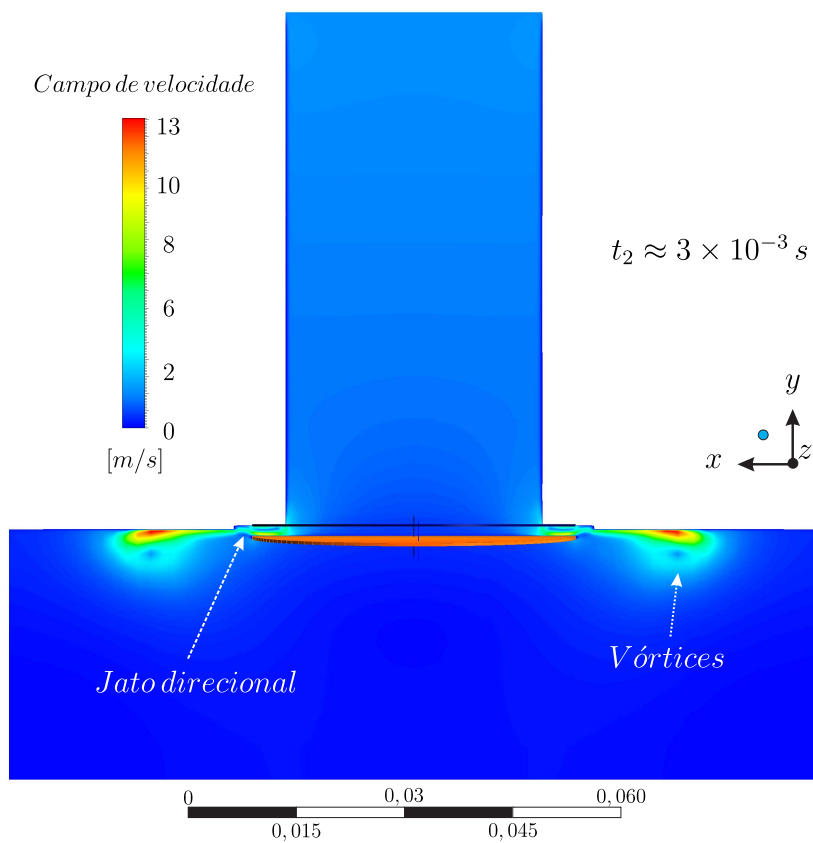 Campo de velocidade
13
10
8
6
2
0
[m/s]
t₂ ≈ 3 × 10⁻³ s
y
x
z
Jato direcional
Vórtices
0
0,03
0,060
0,015
0,045